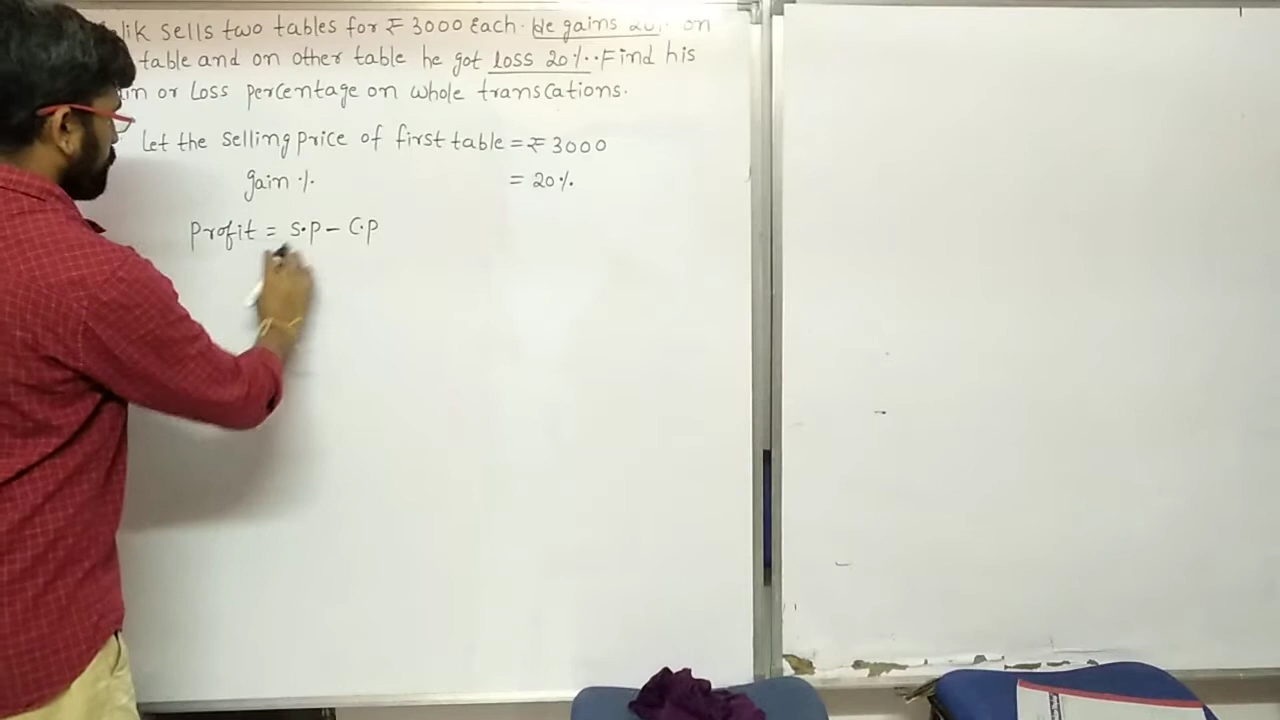 sells two tables for ₹ 3000 Each. He gains 20%. on
table and on other table he got loss 20%. Find his
or Loss percentage on whole transcations.
Let the selling price of first table = ₹ 3000
gain % = 20%
Profit = S.P - C.P